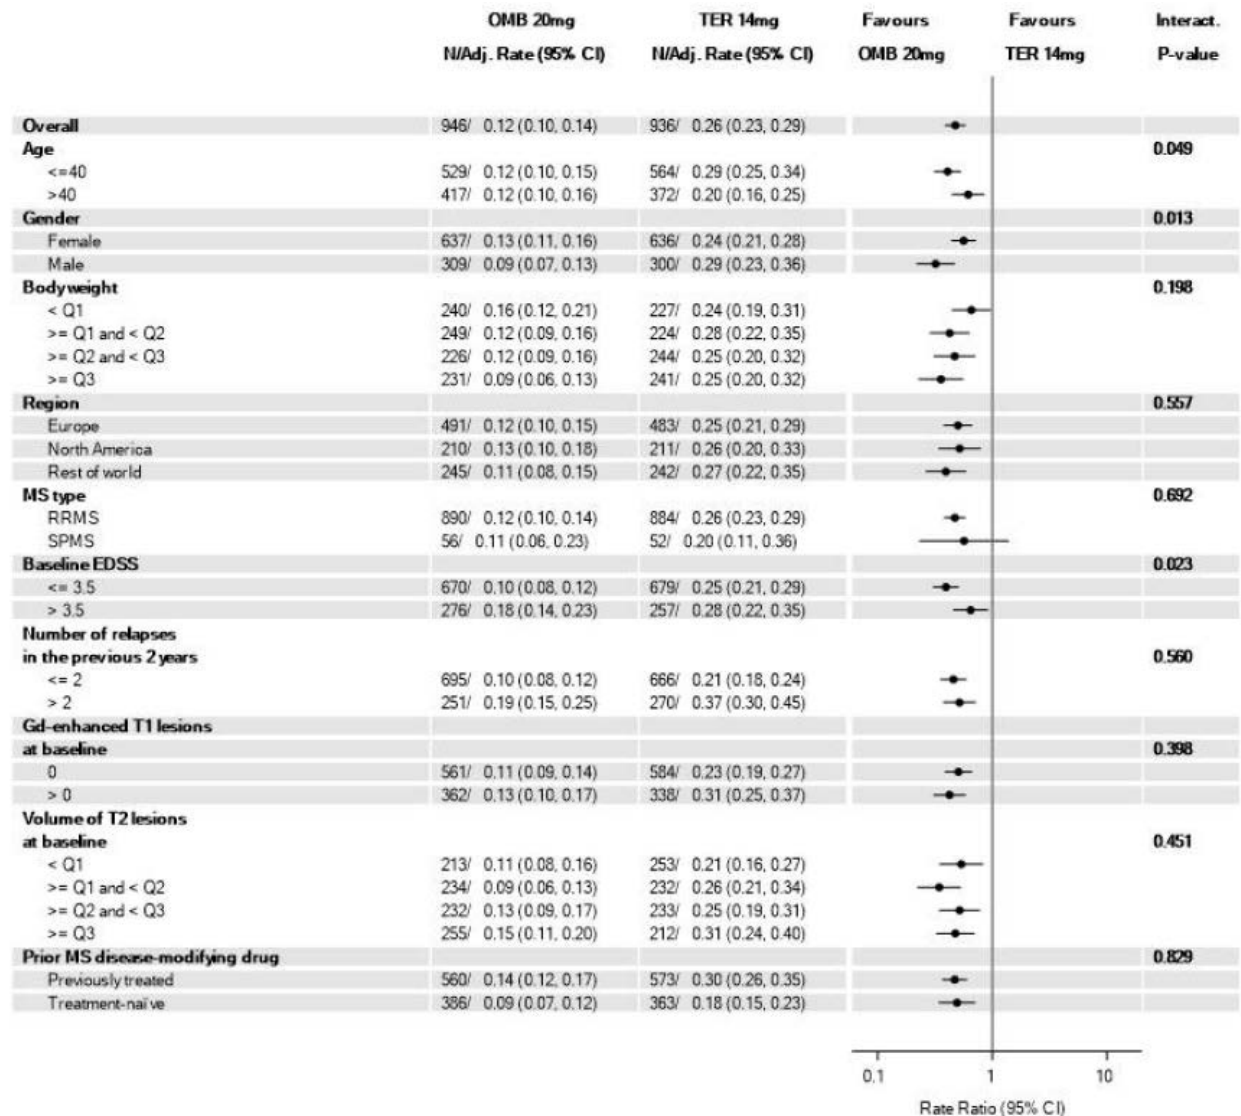 OMB 20mg TER 14mg Favours Favours Interact.
N/Adj. Rate (95% CI) N/Adj. Rate (95% CI) OMB 20mg TER 14mg P-value
Overall 946/ 0.12 (0.10, 0.14) 936/ 0.26 (0.23, 0.29)
Age 0.049
<=40 529/ 0.12 (0.10, 0.15) 564/ 0.29 (0.25, 0.34)
>40 417/ 0.12 (0.10, 0.16) 372/ 0.20 (0.16, 0.25)
Gender 0.013
Female 637/ 0.13 (0.11, 0.16) 636/ 0.24 (0.21, 0.28)
Male 309/ 0.09 (0.07, 0.13) 300/ 0.29 (0.23, 0.36)
Bodyweight 0.198
< Q1 240/ 0.16 (0.12, 0.21) 227/ 0.24 (0.19, 0.31)
>= Q1 and < Q2 249/ 0.12 (0.09, 0.16) 224/ 0.28 (0.22, 0.35)
>= Q2 and < Q3 226/ 0.12 (0.09, 0.16) 244/ 0.25 (0.20, 0.32)
>= Q3 231/ 0.09 (0.06, 0.13) 241/ 0.25 (0.20, 0.32)
Region 0.557
Europe 491/ 0.12 (0.10, 0.15) 483/ 0.25 (0.21, 0.29)
North America 210/ 0.13 (0.10, 0.18) 211/ 0.26 (0.20, 0.33)
Rest of world 245/ 0.11 (0.08, 0.15) 242/ 0.27 (0.22, 0.35)
MS type 0.692
RRMS 890/ 0.12 (0.10, 0.14) 884/ 0.26 (0.23, 0.29)
SPMS 56/ 0.11 (0.06, 0.23) 52/ 0.20 (0.11, 0.36)
Baseline EDSS 0.023
<= 3.5 670/ 0.10 (0.08, 0.12) 679/ 0.25 (0.21, 0.29)
> 3.5 276/ 0.18 (0.14, 0.23) 257/ 0.28 (0.22, 0.35)
Number of relapses
in the previous 2 years 0.560
<= 2 695/ 0.10 (0.08, 0.12) 666/ 0.21 (0.18, 0.24)
> 2 251/ 0.19 (0.15, 0.25) 270/ 0.37 (0.30, 0.45)
Gd-enhanced T1 lesions
at baseline 0.398
0 561/ 0.11 (0.09, 0.14) 584/ 0.23 (0.19, 0.27)
> 0 362/ 0.13 (0.10, 0.17) 338/ 0.31 (0.25, 0.37)
Volume of T2 lesions
at baseline 0.451
< Q1 213/ 0.11 (0.08, 0.16) 253/ 0.21 (0.16, 0.27)
>= Q1 and < Q2 234/ 0.09 (0.06, 0.13) 232/ 0.26 (0.21, 0.34)
>= Q2 and < Q3 232/ 0.13 (0.09, 0.17) 233/ 0.25 (0.19, 0.31)
>= Q3 255/ 0.15 (0.11, 0.20) 212/ 0.31 (0.24, 0.40)
Prior MS disease-modifying drug 0.829
Previously treated 560/ 0.14 (0.12, 0.17) 573/ 0.30 (0.26, 0.35)
Treatment-naïve 386/ 0.09 (0.07, 0.12) 363/ 0.18 (0.15, 0.23)
0.1 1 10
Rate Ratio (95% CI)